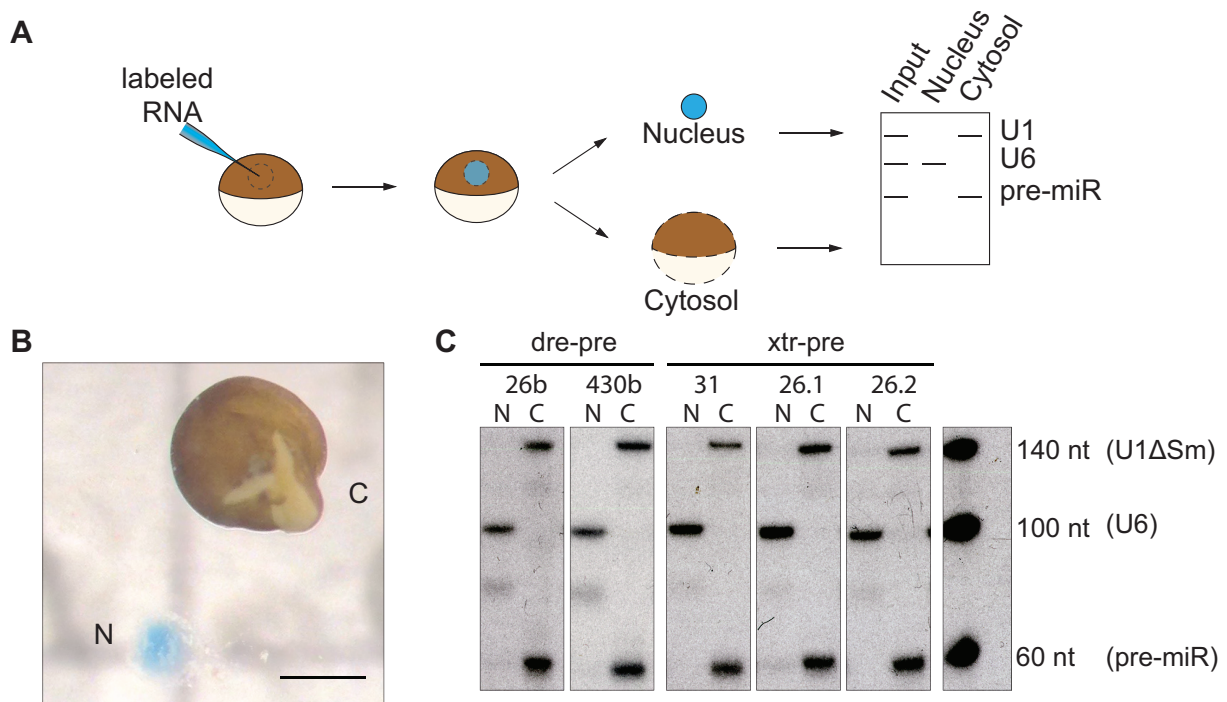 A
labeled
RNA
Nucleus
Cytosol
Input
Nucleus
Cytosol
U1
U6
pre-miR
B
C
N
C
dre-pre
xtr-pre
26b
430b
31
26.1
26.2
N C N C N C N C N C
140 nt (U1ΔSm)
100 nt (U6)
60 nt (pre-miR)